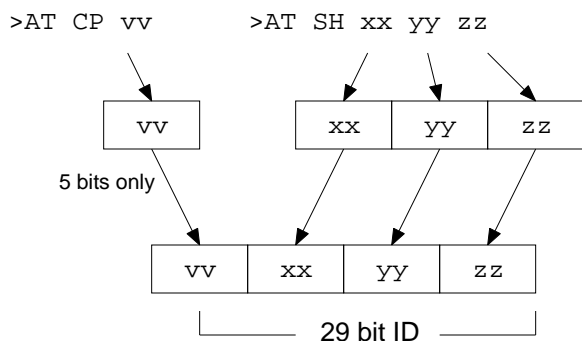 >AT CP vv
>AT SH xx yy zz
vv
xx yy zz
5 bits only
vv xx yy zz
29 bit ID